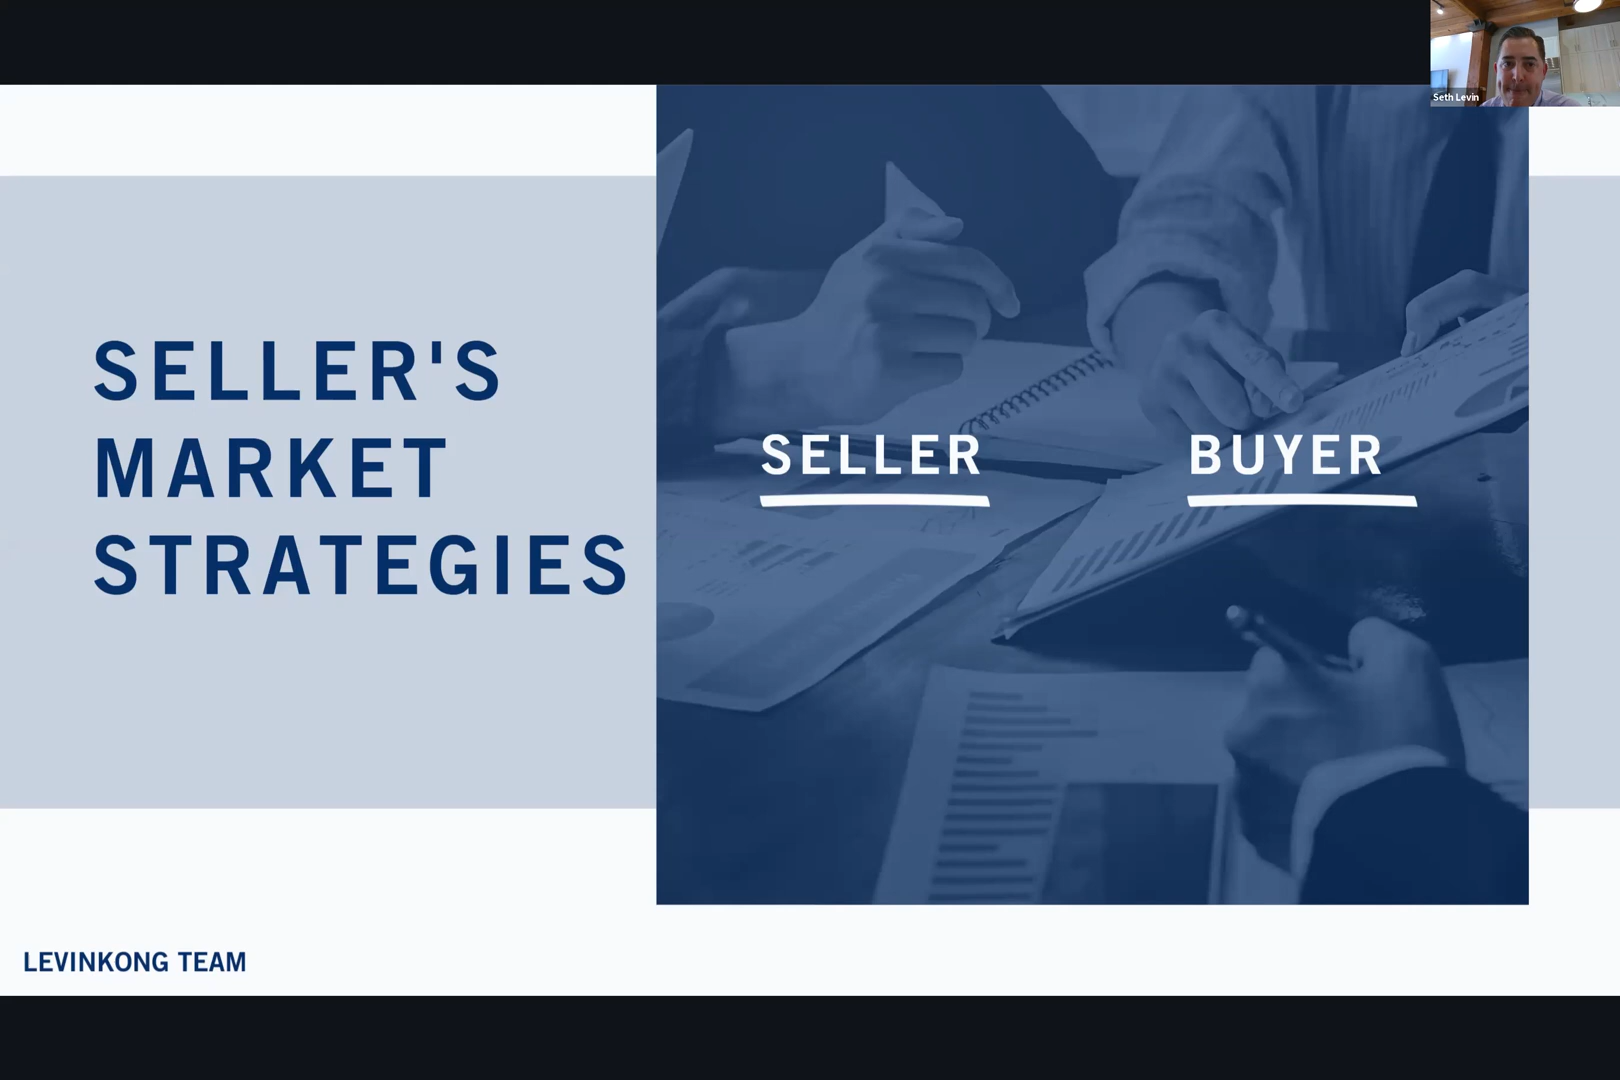 Seth Levin
SELLER'S
MARKET
STRATEGIES
SELLER
BUYER
LEVINKONG TEAM